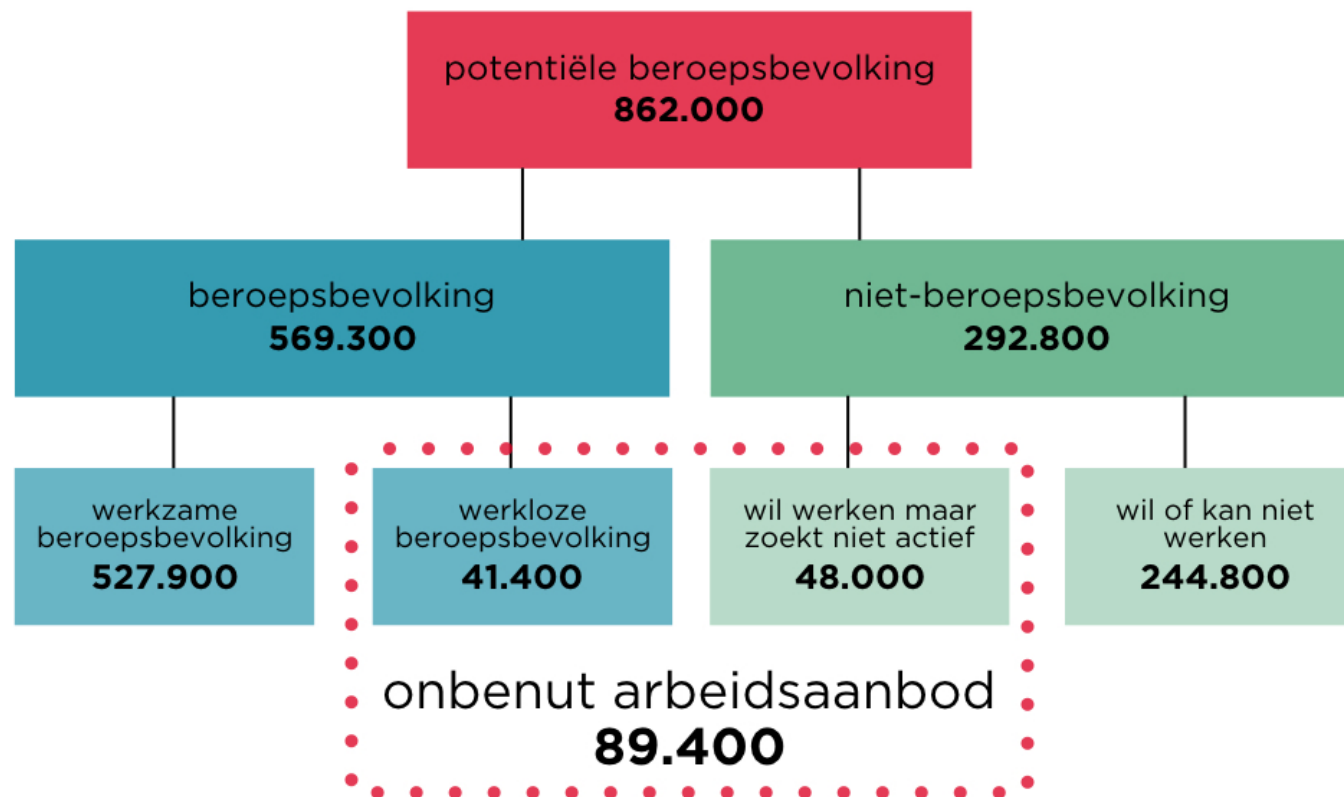 potentiële beroepsbevolking
862.000
beroepsbevolking
569.300
niet-beroepsbevolking
292.800
werkzame
beroepsbevolking
527.900
werkloze
beroepsbevolking
41.400
wil werken maar
zoekt niet actief
48.000
wil of kan niet
werken
244.800
onbenut arbeidsaanbod
89.400